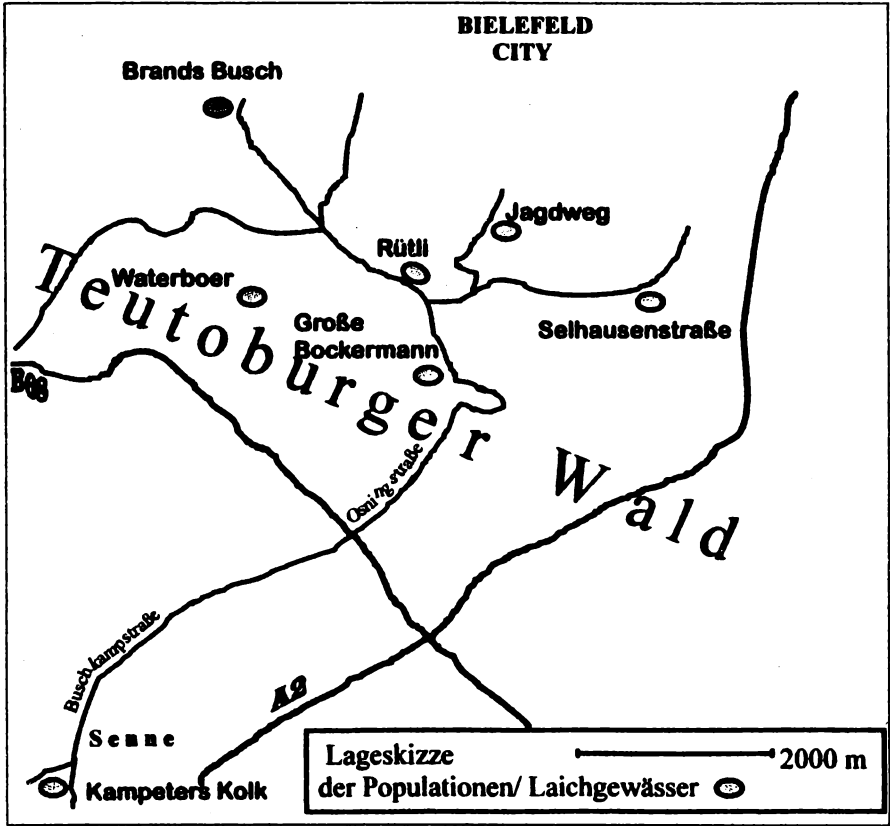 BIELEFELD
CITY
Brands Busch
Jagdweg
Rütli
Waterboer
Große
Bockermann
Selhausenstraße
Teutoburger Wald
B68
Osningstraße
Buschkampstraße
A2
Senne
Kampeters Kolk
Lageskizze
2000 m
der Populationen/ Laichgewässer